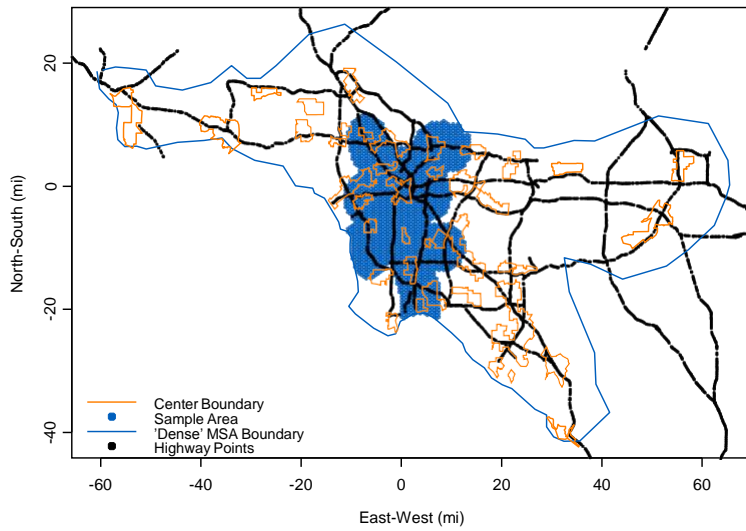 20
0
-20
-40
North-South (mi)
Center Boundary
Sample Area
'Dense' MSA Boundary
Highway Points
-60
-40
-20
0
20
40
60
East-West (mi)